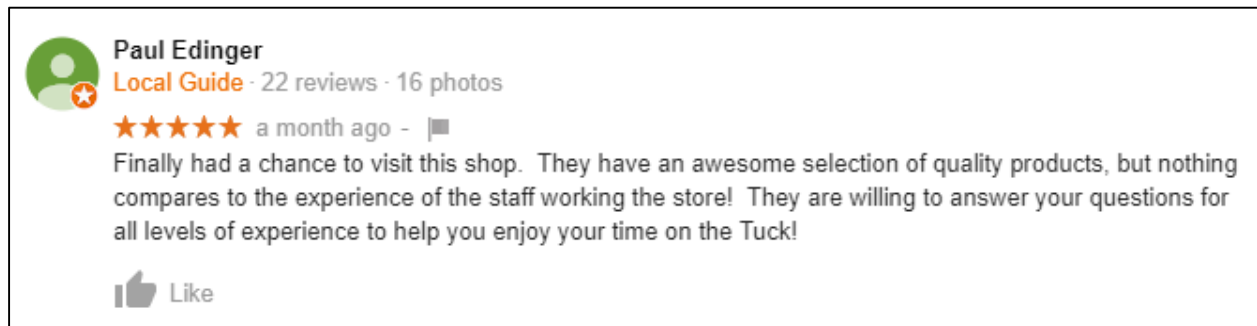 Paul Edinger
Local Guide · 22 reviews · 16 photos
a month ago -
Finally had a chance to visit this shop.  They have an awesome selection of quality products, but nothing
compares to the experience of the staff working the store!  They are willing to answer your questions for
all levels of experience to help you enjoy your time on the Tuck!
Like